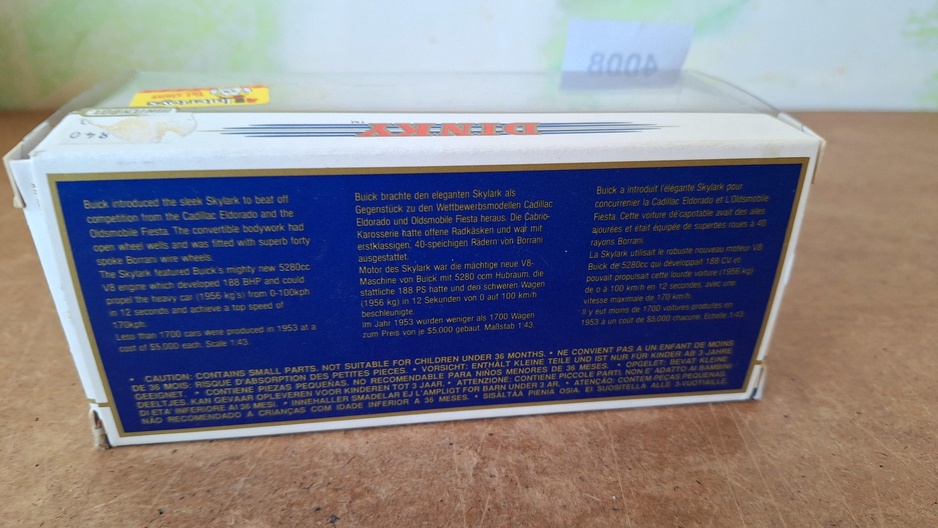 4008
DINKY
TM
Buick introduced the sleek Skylark to beat off
competition from the Cadillac Eldorado and the
Oldsmobile Fiesta. The convertible bodywork had
open wheel wells and was fitted with superb forty
spoke Borrani wire wheels.
The Skylark featured Buick's mighty new 5280cc
V8 engine which developed 188 BHP and could
propel the heavy car (1956 kg's) from 0-100kph
in 12 seconds and achieve a top speed of
170kph.
Less than 1700 cars were produced in 1953 at a
cost of $5,000 each. Scale 1:43.
Buick brachte den eleganten Skylark als
Gegenstück zu den Wettbewerbsmodellen Cadillac
Eldorado und Oldsmobile Fiesta heraus. Die Cabrio-
Karosserie hatte offene Radkästen und war mit
erstklassigen, 40-speichigen Rädern von Borrani
ausgestattet.
Motor des Skylark war die mächtige neue V8-
Maschine von Buick mit 5280 ccm Hubraum, die
stattliche 188 PS hatte und den schweren Wagen
(1956 kg) in 12 Sekunden von 0 auf 100 km/h
beschleunigte.
Im Jahr 1953 wurden weniger als 1700 Wagen
zum Preis von je $5,000 gebaut. Maßstab 1:43.
Buick a introduit l'élégante Skylark pour
concurrencer la Cadillac Eldorado et L'Oldsmobile
Fiesta. Cette voiture décapotable avait des ailes
ajourées et était équipée de superbes roues à 40
rayons Borrani.
La Skylark utilisait le robuste nouveau moteur V8
Buick de 5280cc qui développait 188 CV et
pouvait propulsait cette lourde voiture (1956 kg)
de o à 100 km/h en 12 secondes, avec une
vitesse maximale de 170 km/h.
Il y eut moins de 1700 voitures produites en
1953 à un coût de $5,000 chacune. Echelle 1:43.
• CAUTION: CONTAINS SMALL PARTS. NOT SUITABLE FOR CHILDREN UNDER 36 MONTHS. • NE CONVIENT PAS A UN ENFANT DE MOINS
DE 36 MOIS: RISQUE D'ABSORPTION DES PETITES PIECES. • VORSICHT: ENTHÄLT KLEINE TEILE UND IST NUR FÜR KINDER AB 3 JAHRE
GEEIGNET. • CONTIENE PIEZAS PEQUENAS. NO RECOMENDABLE PARA NIÑOS MENORES DE 36 MESES. • OPGELET: BEVAT KLEINE
DEELTJES. KAN GEVAAR OPLEVEREN VOOR KINDEREN TOT 3 JAAR. • ATTENZIONE: CONTIENE PICCOLE PARTI. NON E' ADATTO AI BAMBINI
DI ETA' INFERIORE AI 36 MESI. • INNEHALLER SMADELAR EJ LAMPLIGT FOR BARN UNDER 3 AR. • ATENÇAO: CONTEM PEÇAS PEQUENAS.
NÃO RECOMENDADO A CRIANÇAS COM IDADE INFERIOR A 36 MESES. • SISÄLTÄÄ PIENIÄ OSIA. EI SUOSITELLA ALLE 3-VUOTIAILLE.